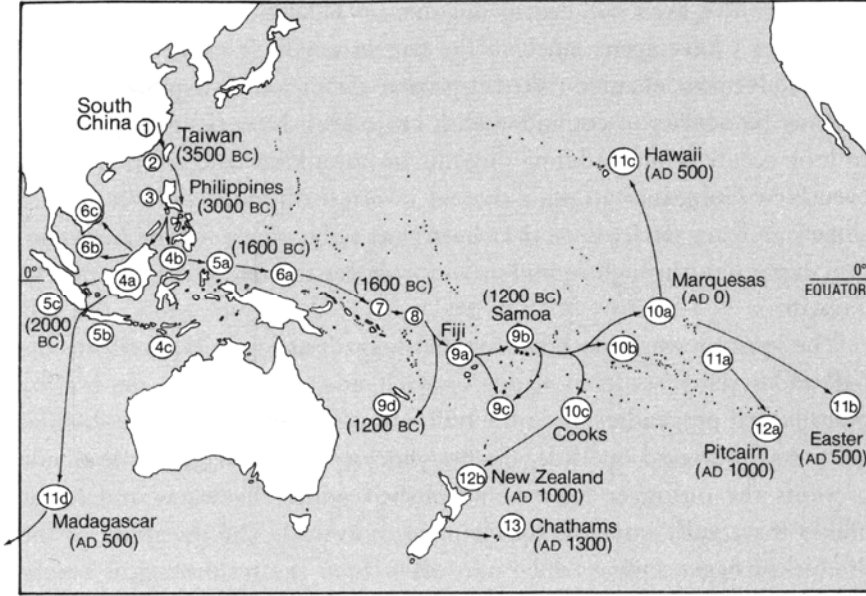 South
China
①
Taiwan
(3500 BC)
②
Philippines
(3000 BC)
③
6c
6b
4b
5a
(1600 BC)
6a
4a
0°
5c
(2000
BC)
5b
4c
(1600 BC)
7
8
Fiji
9a
(1200 BC)
Samoa
9b
9c
9d
(1200 BC)
10c
Cooks
10b
10a
Marquesas
(AD 0)
11c
Hawaii
(AD 500)
0°
EQUATOR
11a
11b
Easter
(AD 500)
12a
Pitcairn
(AD 1000)
12b
New Zealand
(AD 1000)
13
Chathams
(AD 1300)
11d
Madagascar
(AD 500)